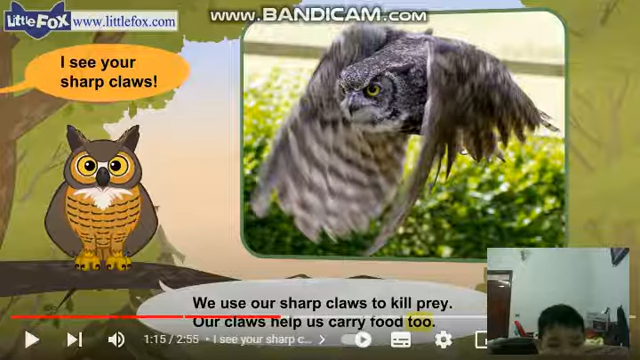 Little Fox www.littlefox.com
www.BANDICAM.com
I see your
sharp claws!
We use our sharp claws to kill prey.
Our claws help us carry food too.
1:15 / 2:55 • I see your sharp c...